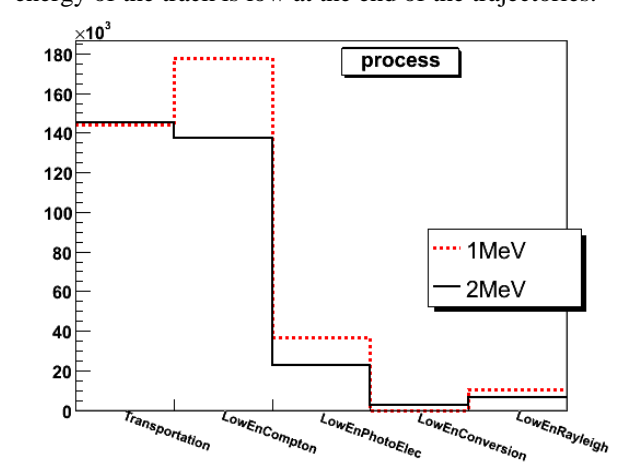 energy of the track is low at the end of the trajectories.
×10³
process
180
160
140
120
100
80
60
40
20
0
1MeV
2MeV
Transportation
LowEnCompton
LowEnPhotoElec
LowEnConversion
LowEnRayleigh